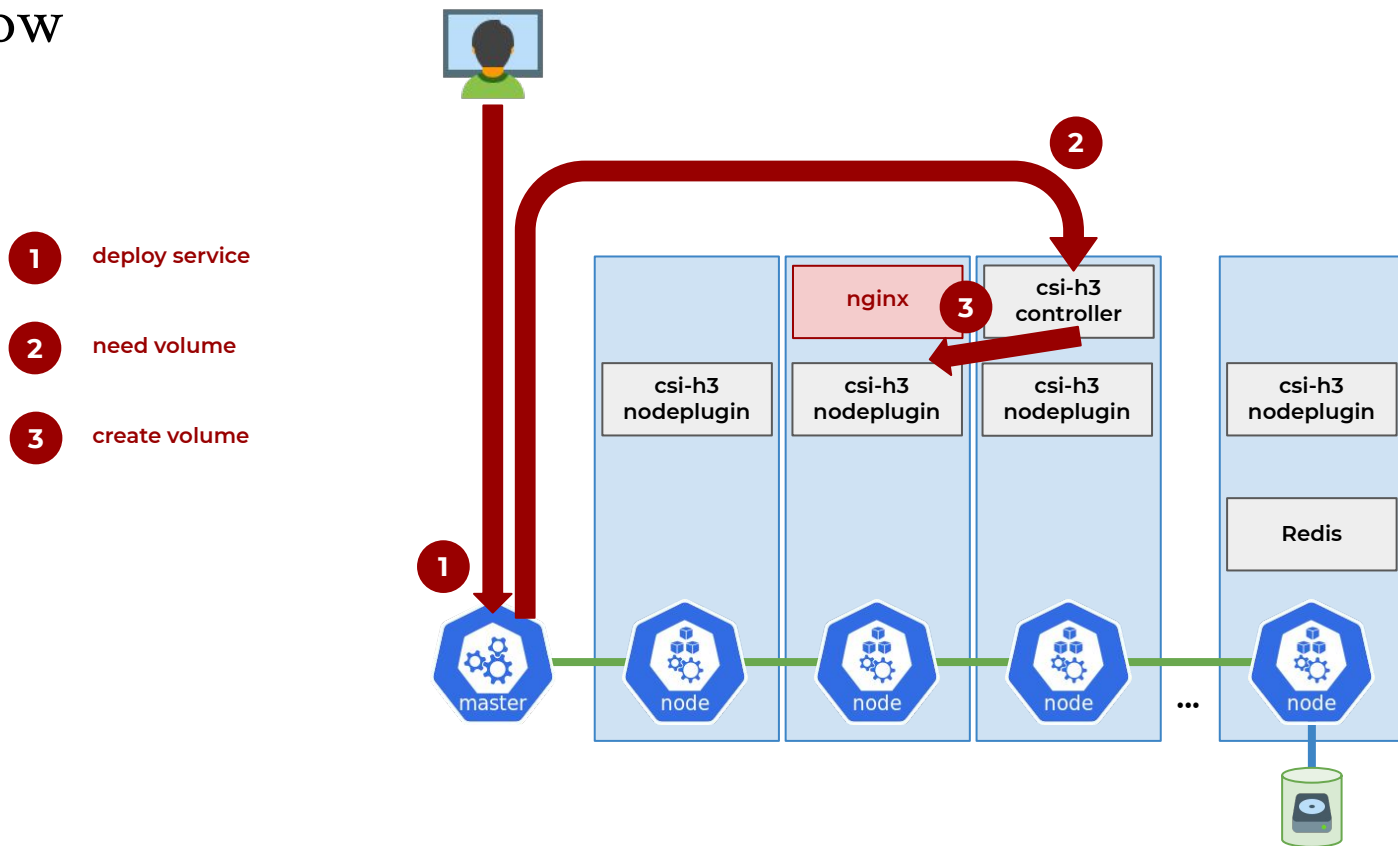 ow
2
1 deploy service
2 need volume
3 create volume
nginx
3
csi-h3
controller
csi-h3
nodeplugin
csi-h3
nodeplugin
csi-h3
nodeplugin
csi-h3
nodeplugin
Redis
1
master
node
node
node
...
node